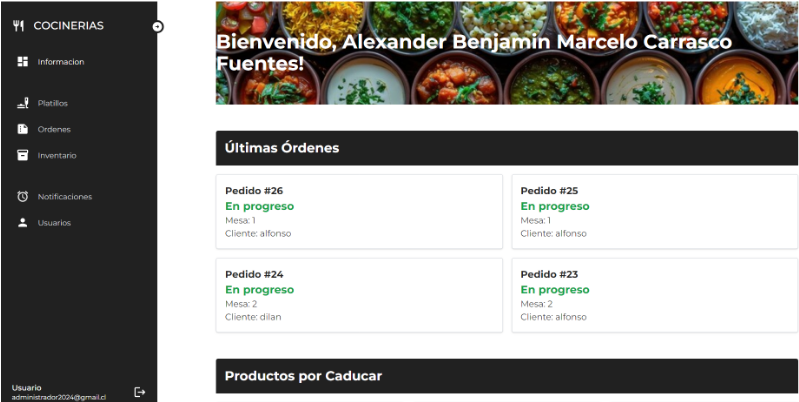 COCINERIAS
Informacion
Platillos
Ordenes
Inventario
Notificaciones
Usuarios
Usuario
administrador2024@gmail.cl
Bienvenido, Alexander Benjamin Marcelo Carrasco
Fuentes!
Últimas Órdenes
Pedido #26
En progreso
Mesa: 1
Cliente: alfonso
Pedido #25
En progreso
Mesa: 1
Cliente: alfonso
Pedido #24
En progreso
Mesa: 2
Cliente: dilan
Pedido #23
En progreso
Mesa: 2
Cliente: alfonso
Productos por Caducar